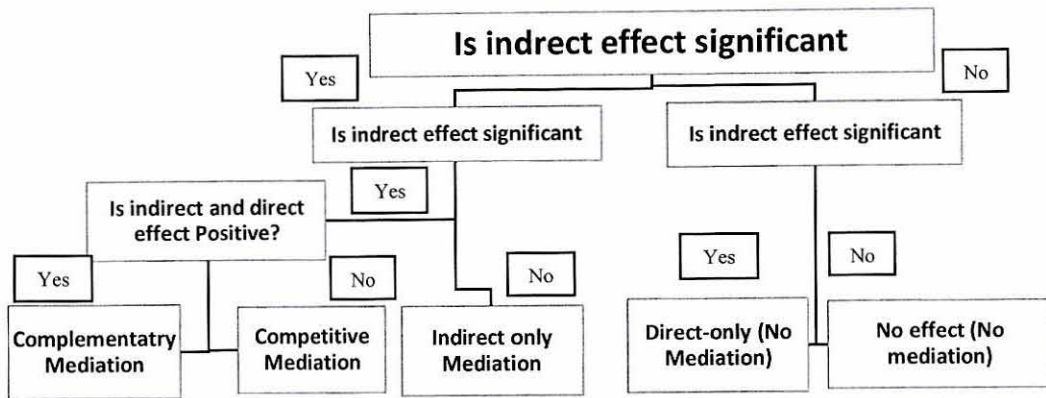 Is indrect effect significant
Yes
No
Is indrect effect significant
Is indrect effect significant
Yes
Is indirect and direct
effect Positive?
Yes
No
No
Yes
No
Complementatry
Mediation
Competitive
Mediation
Indirect only
Mediation
Direct-only (No
Mediation)
No effect (No
mediation)